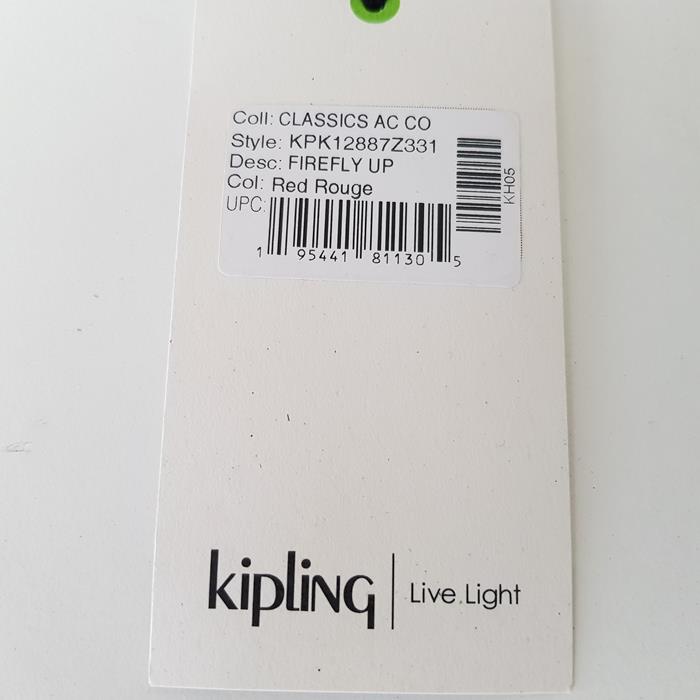 Coll: CLASSICS AC CO
Style: KPK12887Z331
Desc: FIREFLY UP
Col: Red Rouge
UPC:
1 95441 81130 5
KH05
kipling | Live.Light